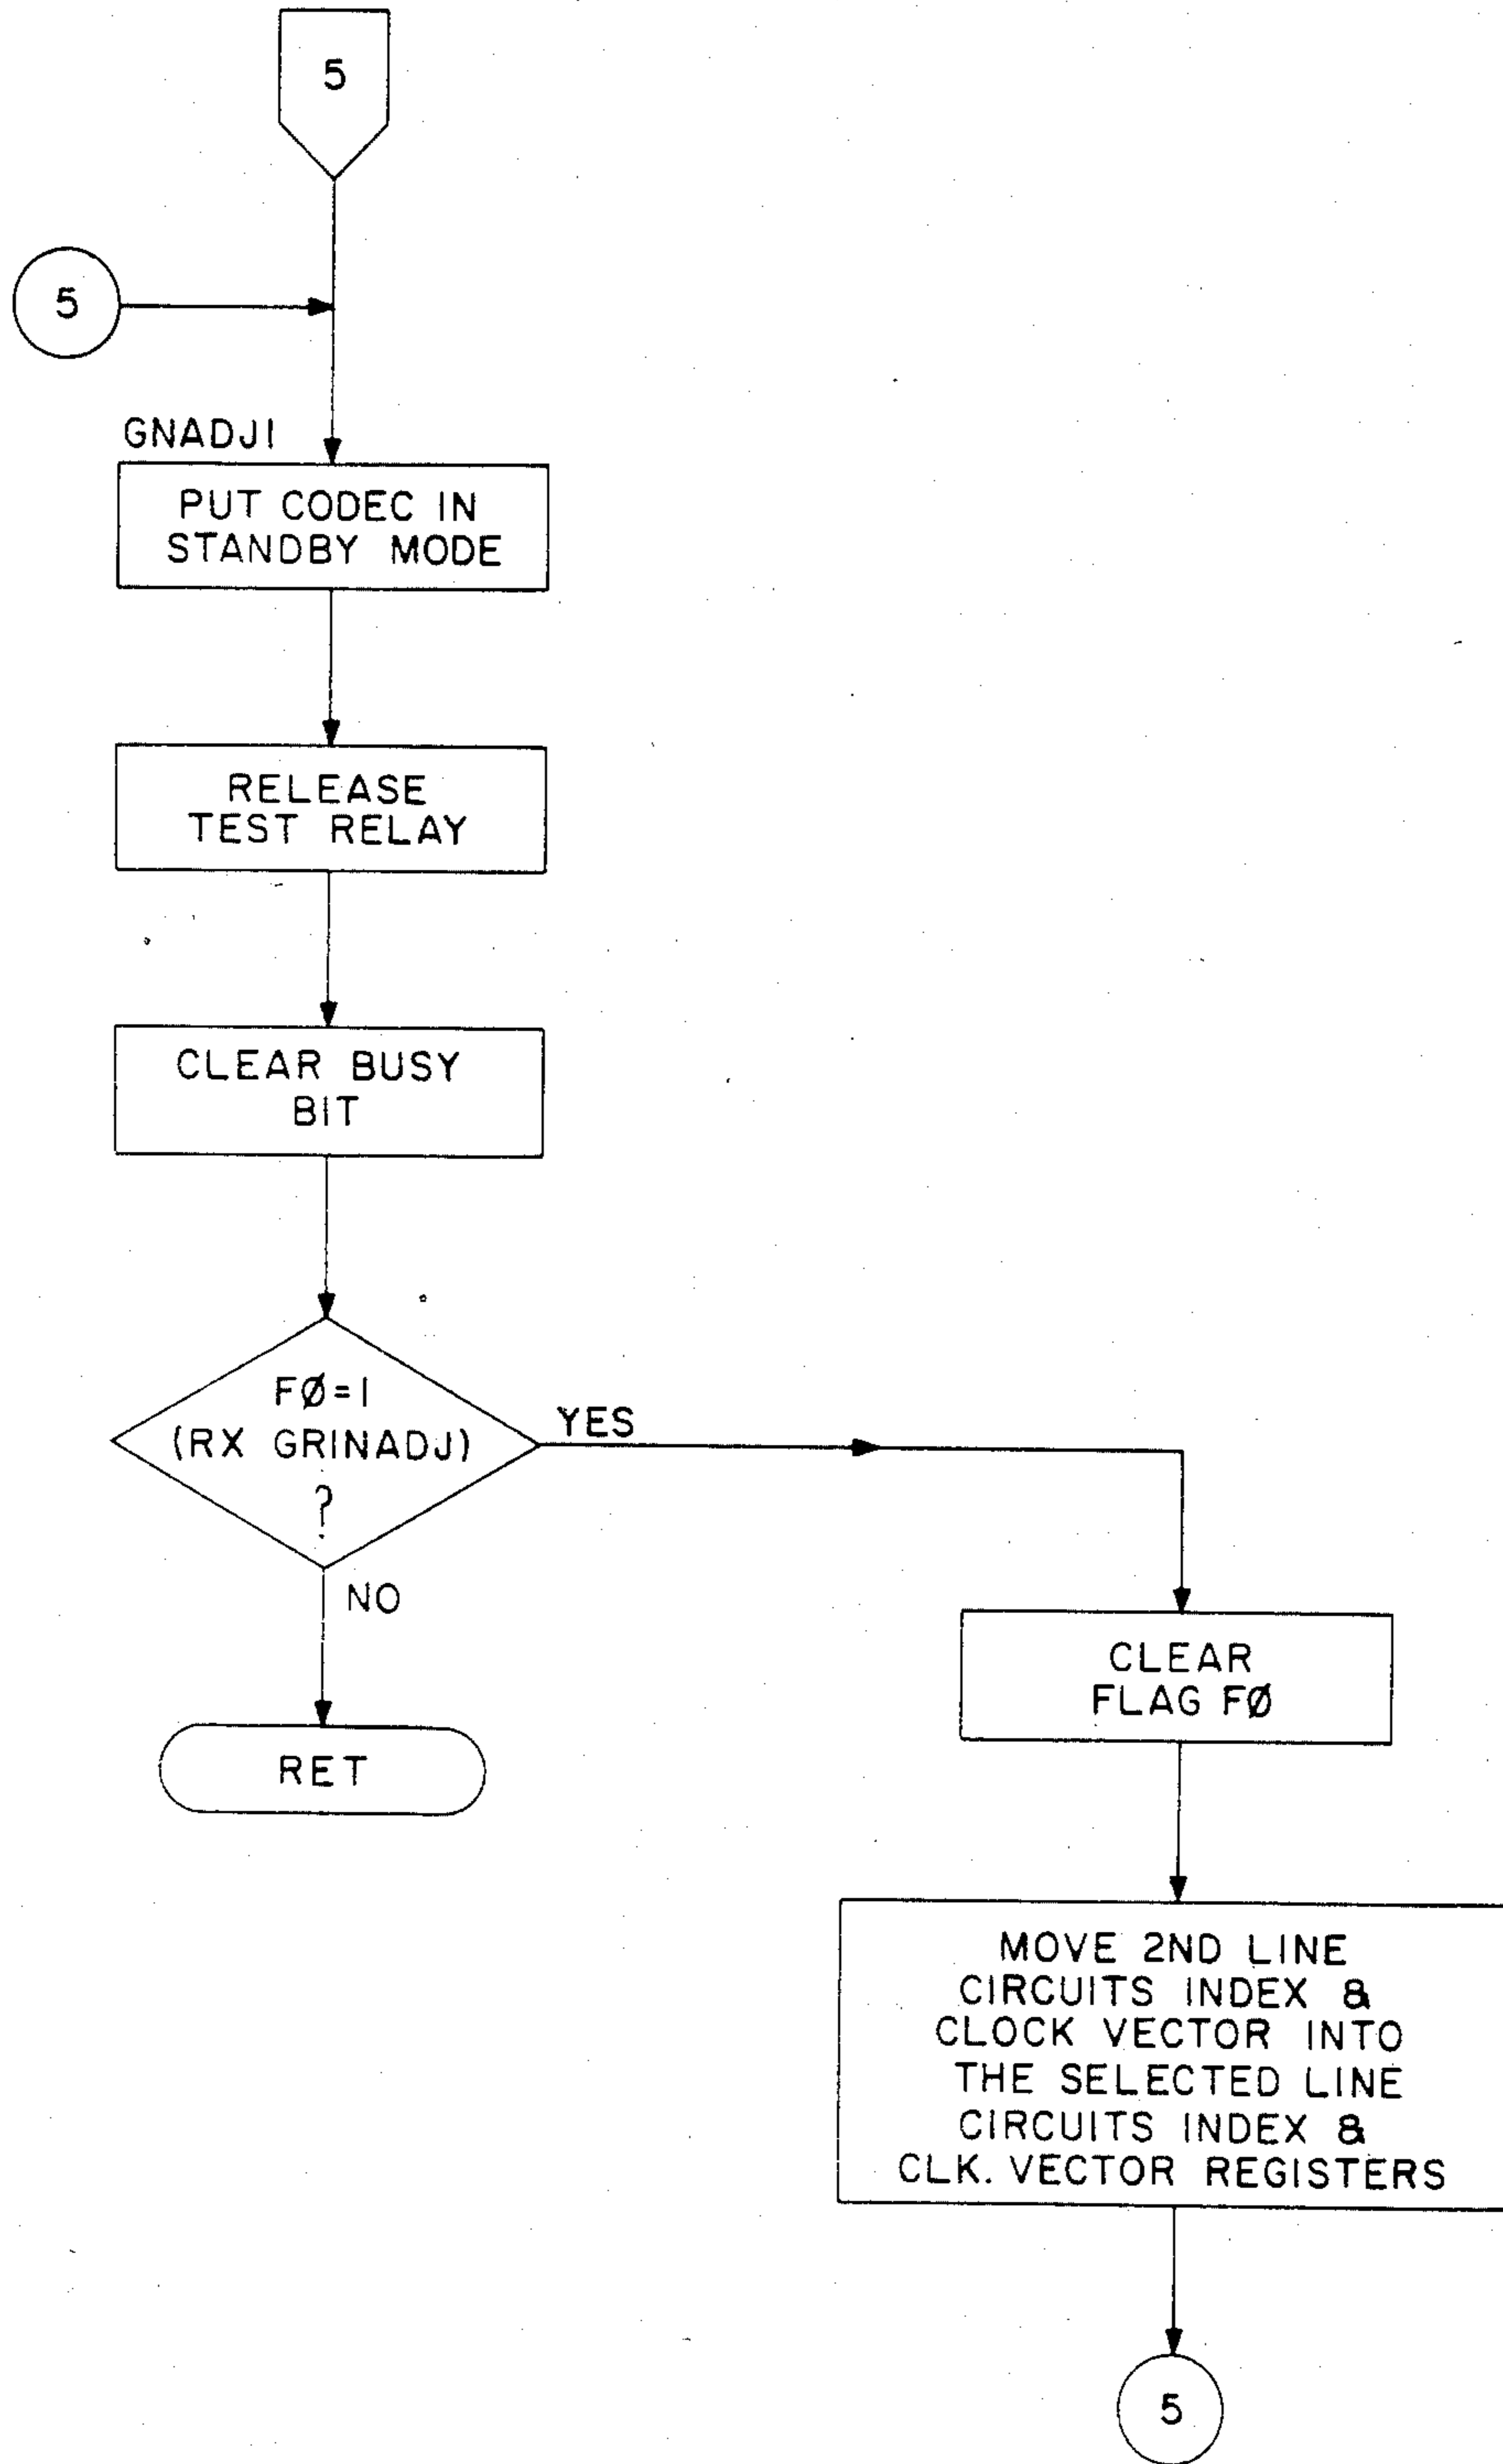 5
5
GNADJ1
PUT CODEC IN
STANDBY MODE
RELEASE
TEST RELAY
CLEAR BUSY
BIT
FØ=1
(RX GRINADJ)
?
YES
NO
RET
CLEAR
FLAG FØ
MOVE 2ND LINE
CIRCUITS INDEX &
CLOCK VECTOR INTO
THE SELECTED LINE
CIRCUITS INDEX &
CLK. VECTOR REGISTERS
5